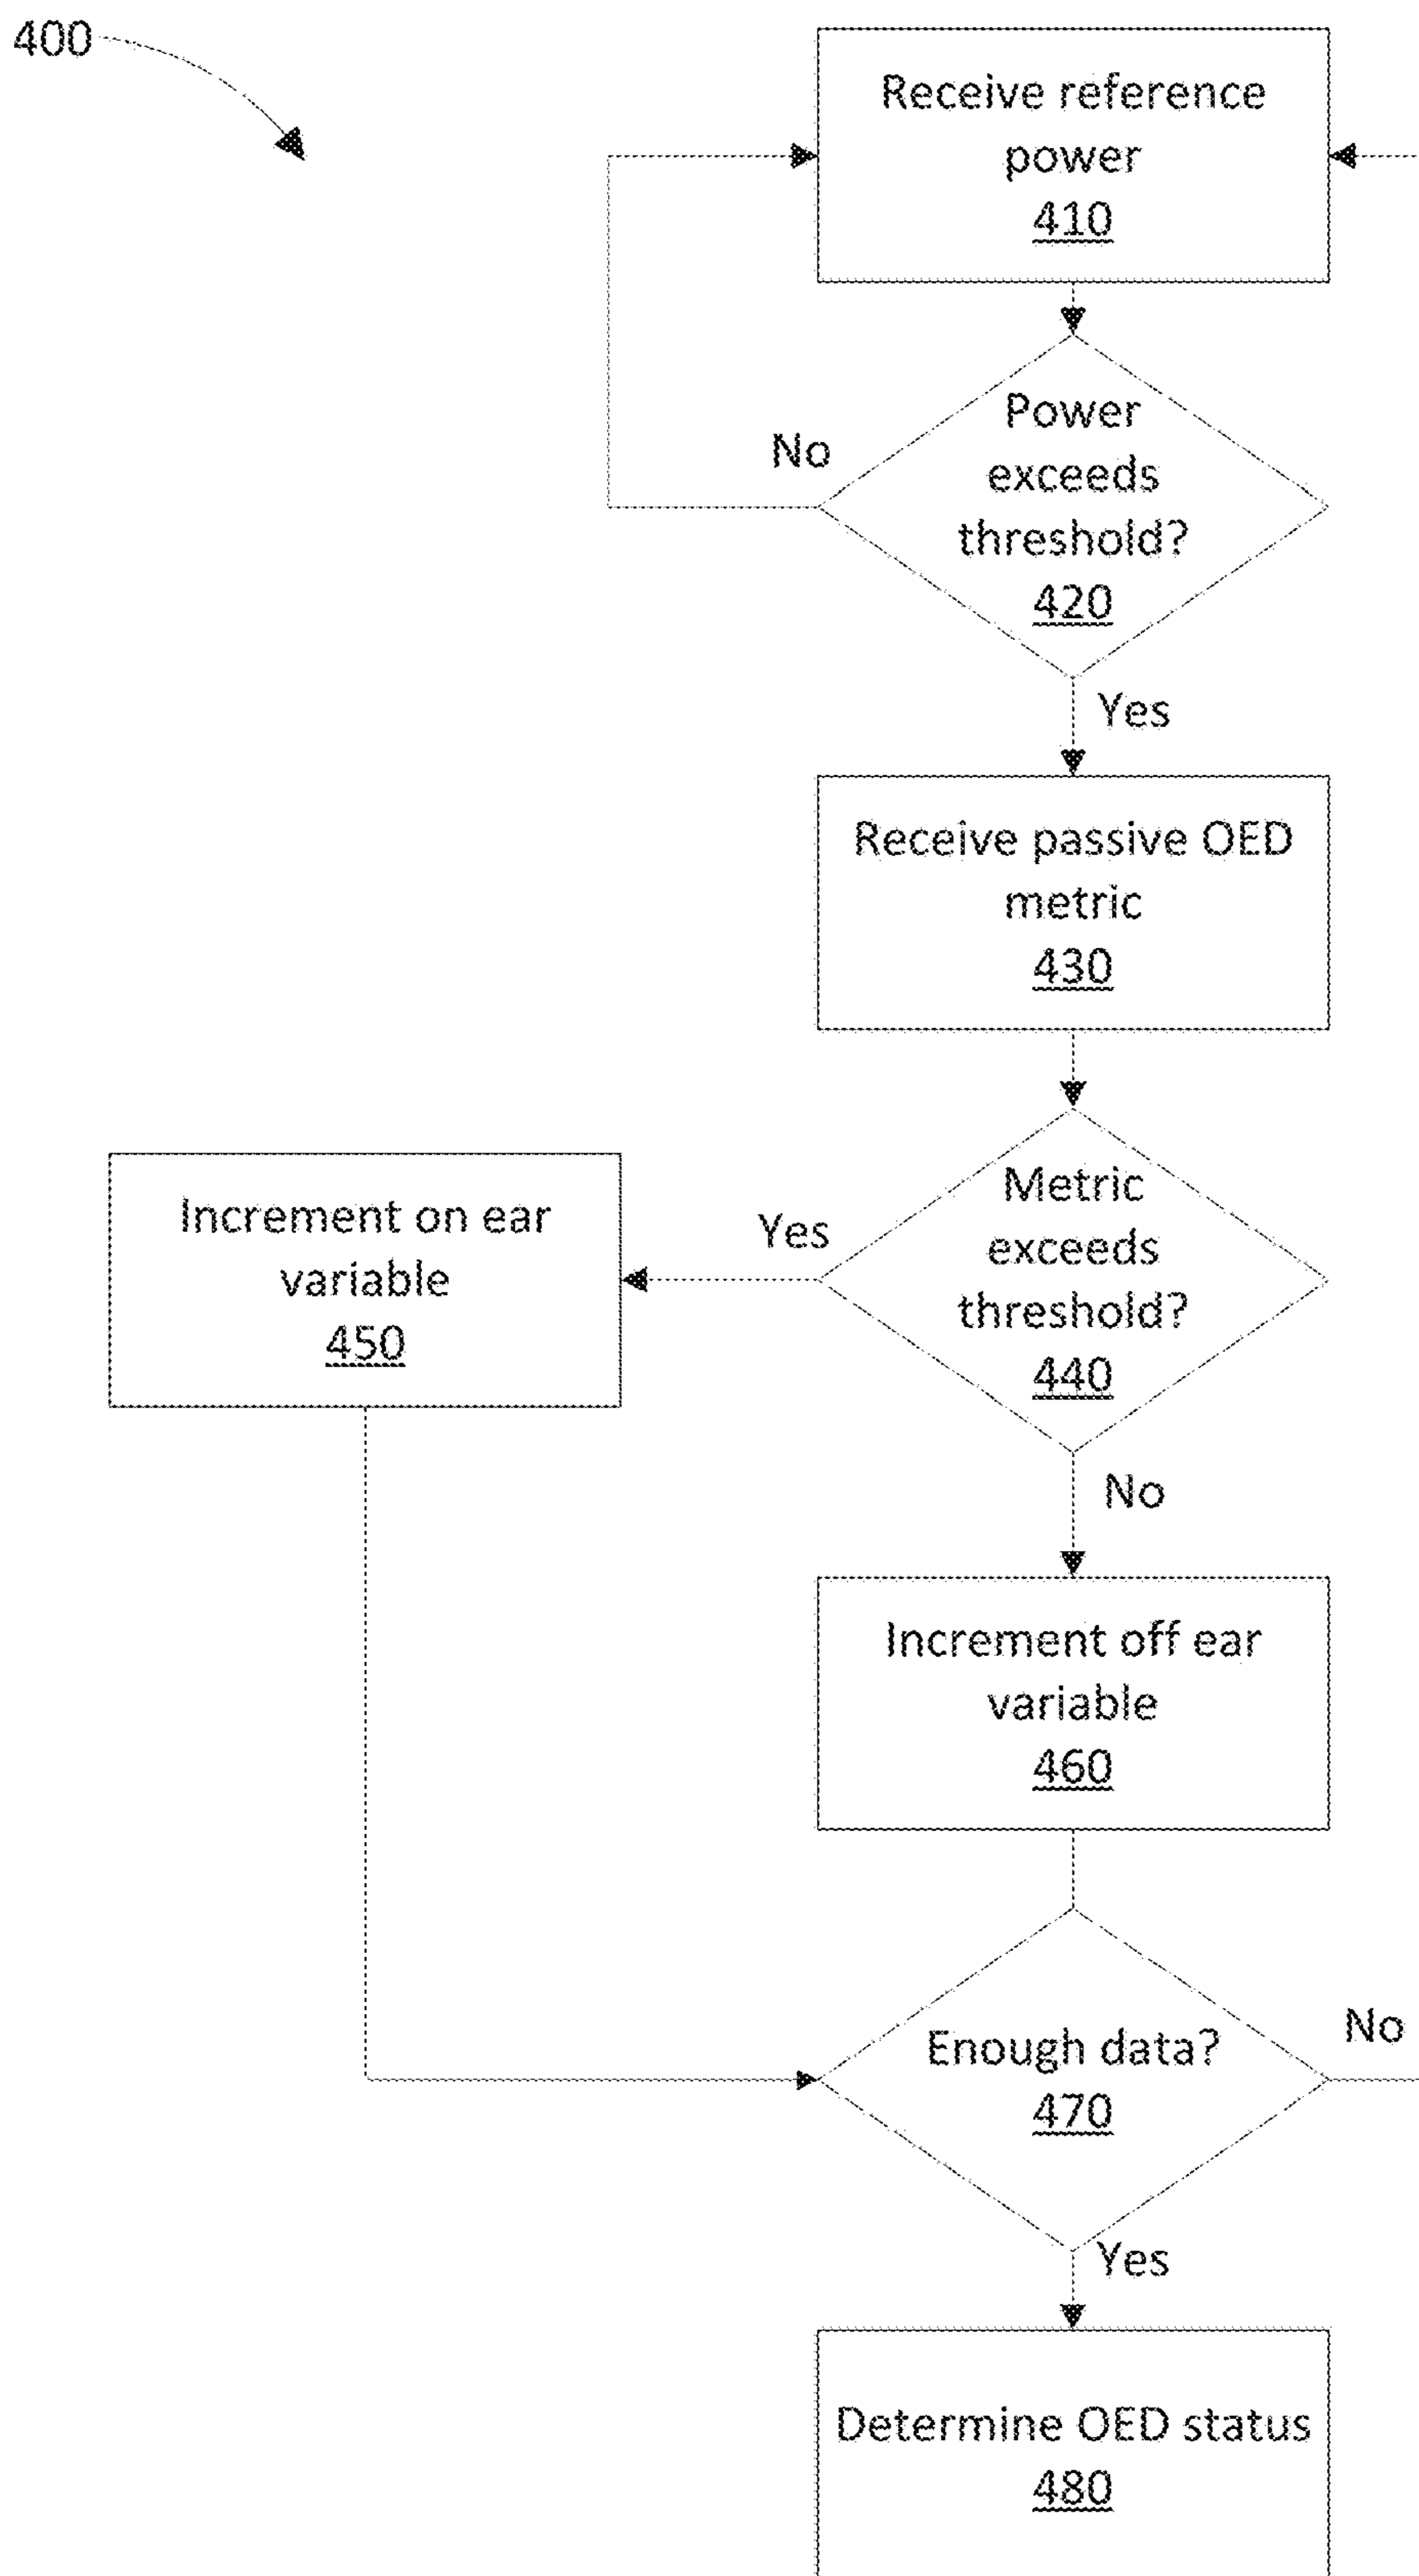 400
Receive reference
power
410
Power
exceeds
threshold?
420
No
Yes
Receive passive OED
metric
430
Metric
exceeds
threshold?
440
Yes
Increment on ear
variable
450
No
Increment off ear
variable
460
Enough data?
470
No
Yes
Determine OED status
480